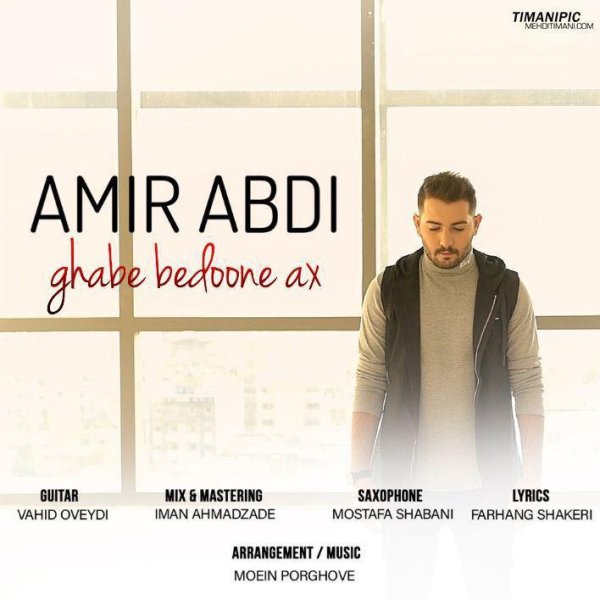 TIMANIPIC
MEHDITIMANI.COM
AMIR ABDI
ghabe bedoone ax
GUITAR
VAHID OVEYDI
MIX & MASTERING
IMAN AHMADZADE
SAXOPHONE
MOSTAFA SHABANI
LYRICS
FARHANG SHAKERI
ARRANGEMENT / MUSIC
MOEIN PORGHOVE